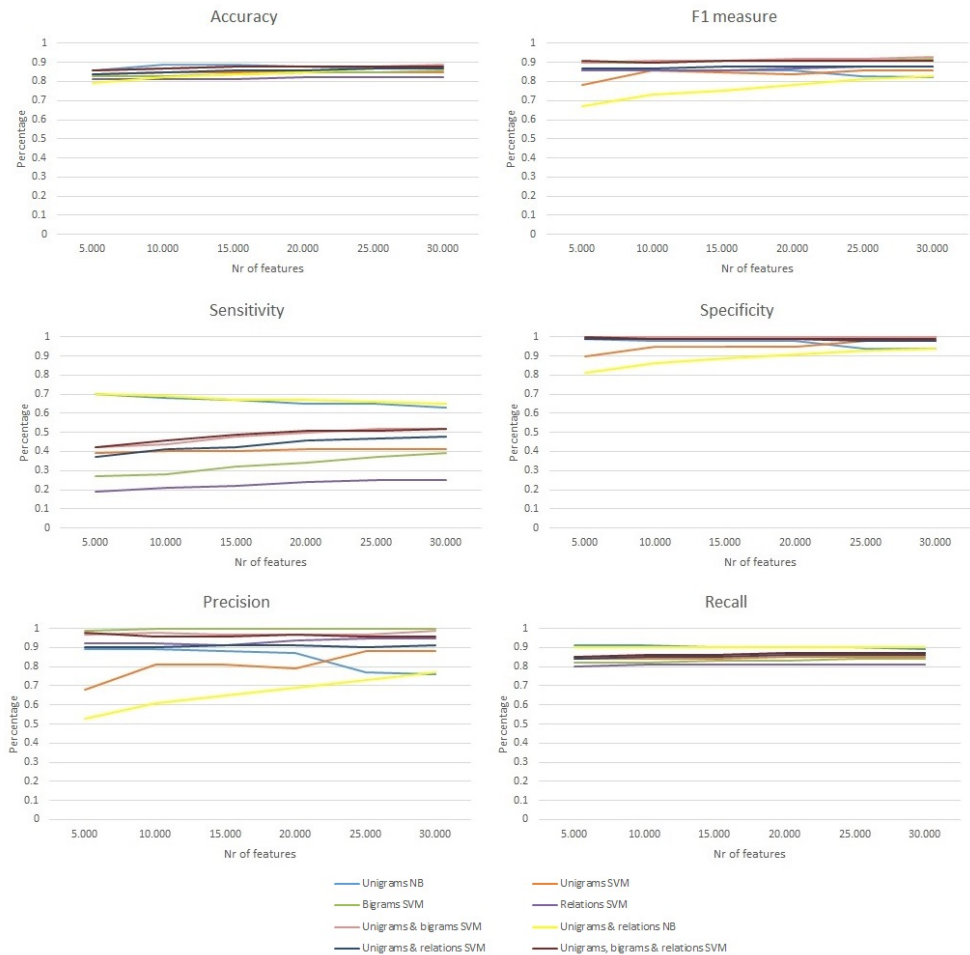 Accuracy
1
0.9
0.8
0.7
0.6
0.5
0.4
0.3
0.2
0.1
0
Percentage
5.000 10.000 15.000 20.000 25.000 30.000
Nr of features
F1 measure
1
0.9
0.8
0.7
0.6
0.5
0.4
0.3
0.2
0.1
0
Percentage
5.000 10.000 15.000 20.000 25.000 30.000
Nr of features
Sensitivity
1
0.9
0.8
0.7
0.6
0.5
0.4
0.3
0.2
0.1
0
Percentage
5.000 10.000 15.000 20.000 25.000 30.000
Nr of features
Specificity
1
0.9
0.8
0.7
0.6
0.5
0.4
0.3
0.2
0.1
0
Percentage
5.000 10.000 15.000 20.000 25.000 30.000
Nr of features
Precision
1
0.9
0.8
0.7
0.6
0.5
0.4
0.3
0.2
0.1
0
Percentage
5.000 10.000 15.000 20.000 25.000 30.000
Nr of features
Recall
1
0.9
0.8
0.7
0.6
0.5
0.4
0.3
0.2
0.1
0
Percentage
5.000 10.000 15.000 20.000 25.000 30.000
Nr of features
Unigrams NB
Unigrams SVM
Bigrams SVM
Relations SVM
Unigrams & bigrams SVM
Unigrams & relations NB
Unigrams & relations SVM
Unigrams, bigrams & relations SVM